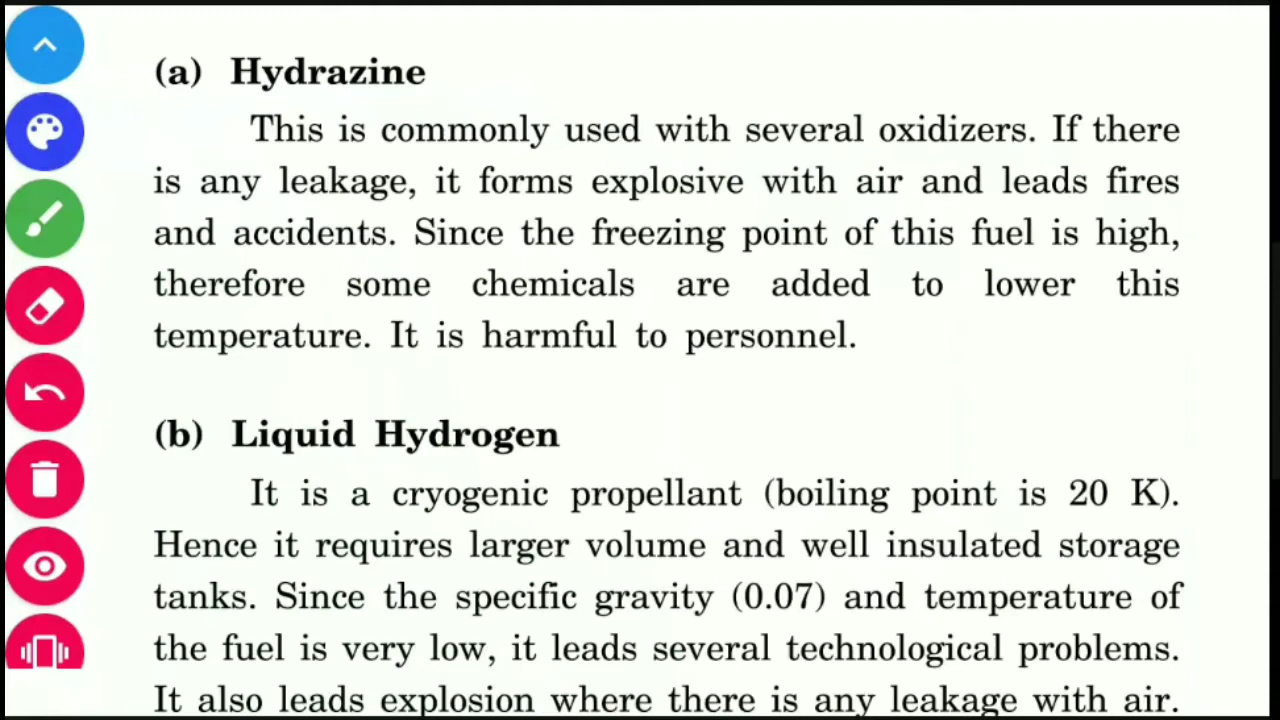 (a) Hydrazine
This is commonly used with several oxidizers. If there
is any leakage, it forms explosive with air and leads fires
and accidents. Since the freezing point of this fuel is high,
therefore some chemicals are added to lower this
temperature. It is harmful to personnel.
(b) Liquid Hydrogen
It is a cryogenic propellant (boiling point is 20 K).
Hence it requires larger volume and well insulated storage
tanks. Since the specific gravity (0.07) and temperature of
the fuel is very low, it leads several technological problems.
It also leads explosion where there is any leakage with air.